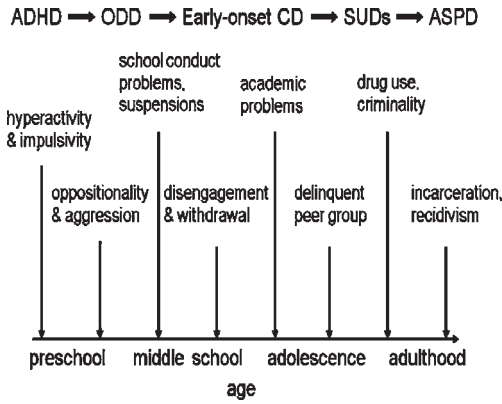 ADHD → ODD → Early-onset CD → SUDs → ASPD
school conduct
problems,
suspensions
academic
problems
drug use,
criminality
hyperactivity
& impulsivity
oppositionality
& aggression
disengagement
& withdrawal
delinquent
peer group
incarceration,
recidivism
preschool middle school adolescence adulthood
age